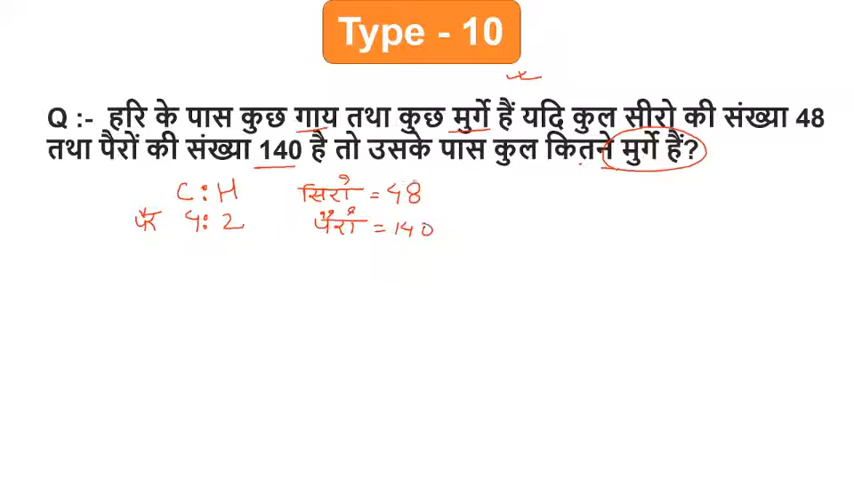 Type - 10
Q :- हरि के पास कुछ गाय तथा कुछ मुर्गे हैं यदि कुल सीरो की संख्या 48
तथा पैरों की संख्या 140 है तो उसके पास कुल कितने मुर्गे हैं?
C : H सिरों = 48
4 : 2 पैरों = 140